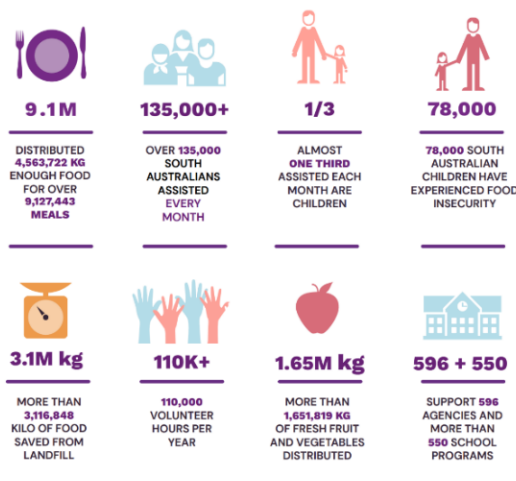 9.1M
DISTRIBUTED
4,563,722 KG
ENOUGH FOOD
FOR OVER
9,127,443
MEALS
135,000+
OVER 135,000
SOUTH
AUSTRALIANS
ASSISTED
EVERY
MONTH
1/3
ALMOST
ONE THIRD
ASSISTED EACH
MONTH ARE
CHILDREN
78,000
78,000 SOUTH
AUSTRALIAN
CHILDREN HAVE
EXPERIENCED FOOD
INSECURITY
3.1M kg
MORE THAN
3,116,848
KILO OF FOOD
SAVED FROM
LANDFILL
110K+
110,000
VOLUNTEER
HOURS PER
YEAR
1.65M kg
MORE THAN
1,651,819 KG
OF FRESH FRUIT
AND VEGETABLES
DISTRIBUTED
596 + 550
SUPPORT 596
AGENCIES AND
MORE THAN
550 SCHOOL
PROGRAMS